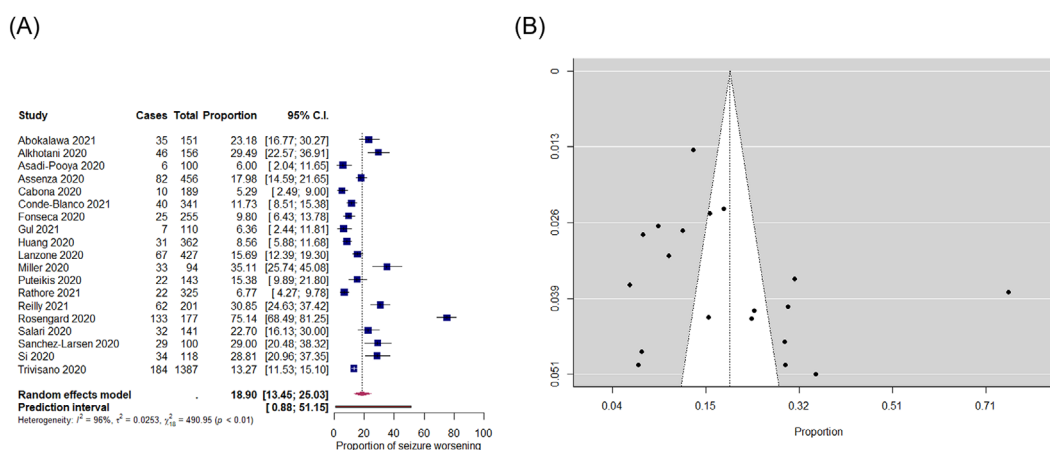 (A)
(B)
Study Cases Total Proportion 95% C.I.
Abokalawa 2021 35 151 23.18 [16.77; 30.27]
Alkhotani 2020 46 156 29.49 [22.57; 36.91]
Asadi-Pooya 2020 6 100 6.00 [ 2.04; 11.65]
Assenza 2020 82 456 17.98 [14.59; 21.65]
Cabona 2020 10 189 5.29 [ 2.49; 9.00]
Conde-Blanco 2021 40 341 11.73 [ 8.51; 15.38]
Fonseca 2020 25 255 9.80 [ 6.43; 13.78]
Gul 2021 7 110 6.36 [ 2.44; 11.81]
Huang 2020 31 362 8.56 [ 5.88; 11.68]
Lanzone 2020 67 427 15.69 [12.39; 19.30]
Miller 2020 33 94 35.11 [25.74; 45.08]
Puteikis 2020 22 143 15.38 [ 9.89; 21.80]
Rathore 2021 22 325 6.77 [ 4.27; 9.78]
Reilly 2021 62 201 30.85 [24.63; 37.42]
Rosengard 2020 133 177 75.14 [68.49; 81.25]
Salari 2020 32 141 22.70 [16.13; 30.00]
Sanchez-Larsen 2020 29 100 29.00 [20.48; 38.32]
Si 2020 34 118 28.81 [20.96; 37.35]
Trivisano 2020 184 1387 13.27 [11.53; 15.10]
Random effects model . 18.90 [13.45; 25.03]
Prediction interval [ 0.88; 51.15]
Heterogeneity: I² = 96%, τ² = 0.0253, χ²₁₈ = 490.95 (p < 0.01)
0 20 40 60 80 100
Proportion of seizure worsening
0
0.013
0.026
0.039
0.051
0.04 0.15 0.32 0.51 0.71
Proportion